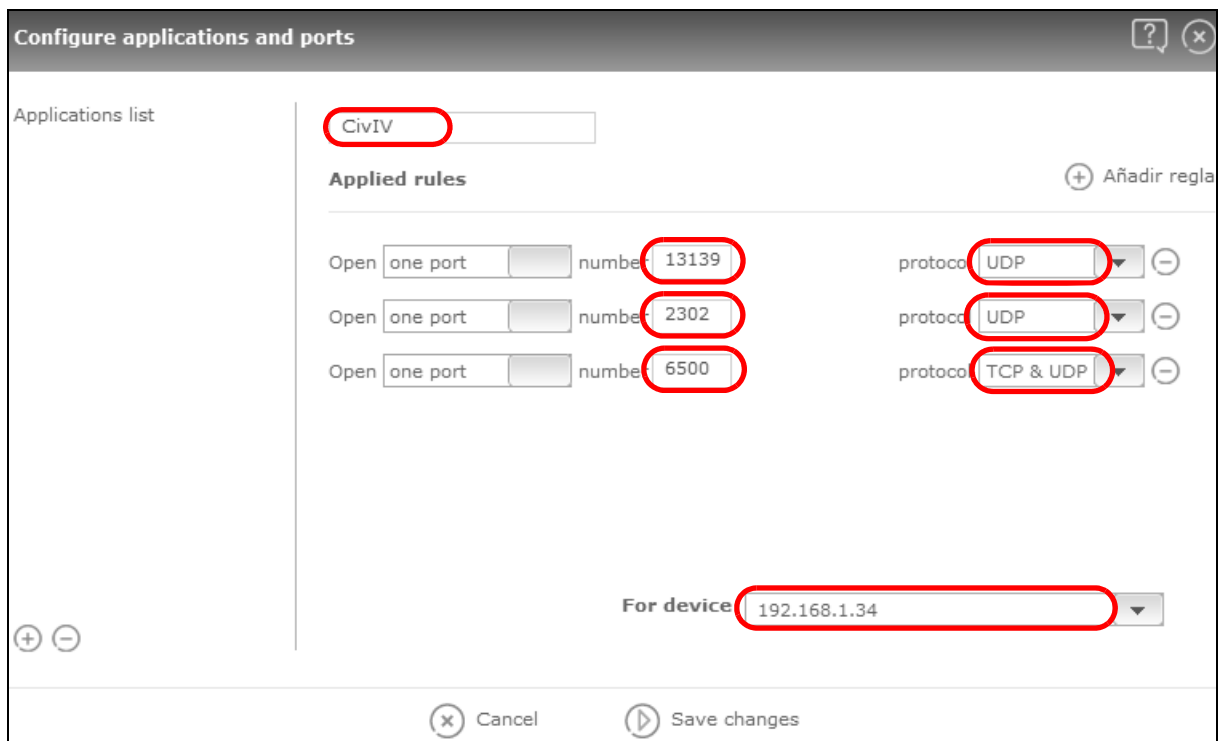 Configure applications and ports
?
Applications list
CivIV
Applied rules
Añadir regla
Open one port number 13139 protocol UDP
Open one port number 2302 protocol UDP
Open one port number 6500 protocol TCP & UDP
For device 192.168.1.34
Cancel
Save changes